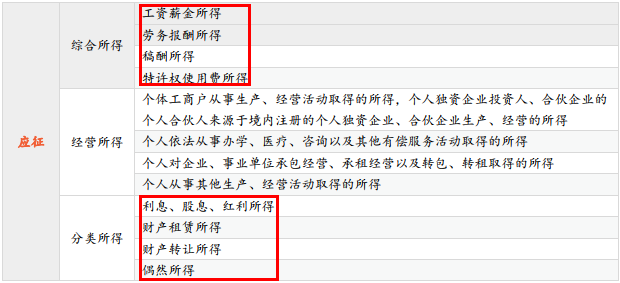 应征
综合所得
工资薪金所得
劳务报酬所得
稿酬所得
特许权使用费所得
经营所得
个体工商户从事生产、经营活动取得的所得，个人独资企业投资人、合伙企业的
个人合伙人来源于境内注册的个人独资企业、合伙企业生产、经营的所得
个人依法从事办学、医疗、咨询以及其他有偿服务活动取得的所得
个人对企业、事业单位承包经营、承租经营以及转包、转租取得的所得
个人从事其他生产、经营活动取得的所得
分类所得
利息、股息、红利所得
财产租赁所得
财产转让所得
偶然所得